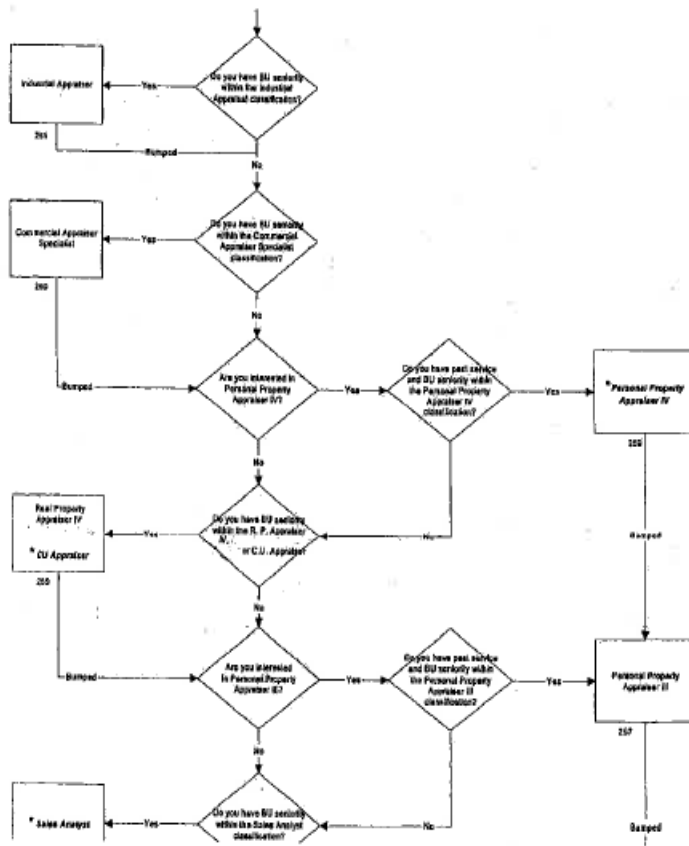 Do you have BU seniority
within the Industrial
Appraisal classification?
Yes
Industrial Appraiser
Bumped
No
Do you have BU seniority
within the Commercial
Appraiser Specialist
classification?
Yes
Commercial Appraiser
Specialist
No
Are you interested in
Personal Property
Appraiser IV?
Bumped
Yes
Do you have past service
and BU seniority within
the Personal Property
Appraiser IV
classification?
Yes
* Personal Property
Appraiser IV
259
No
Do you have BU seniority
within the R. P. Appraiser
or C.U. Appraiser?
No
Yes
Real Property
Appraiser IV
* CU Appraiser
259
Bumped
No
Are you interested
in Personal Property
Appraiser III?
Bumped
Yes
Do you have past service
and BU seniority within
the Personal Property
Appraiser III
classification?
Yes
Personal Property
Appraiser III
257
No
Do you have BU seniority
within the Sales Analyst
classification?
No
Yes
* Sales Analyst
Bumped